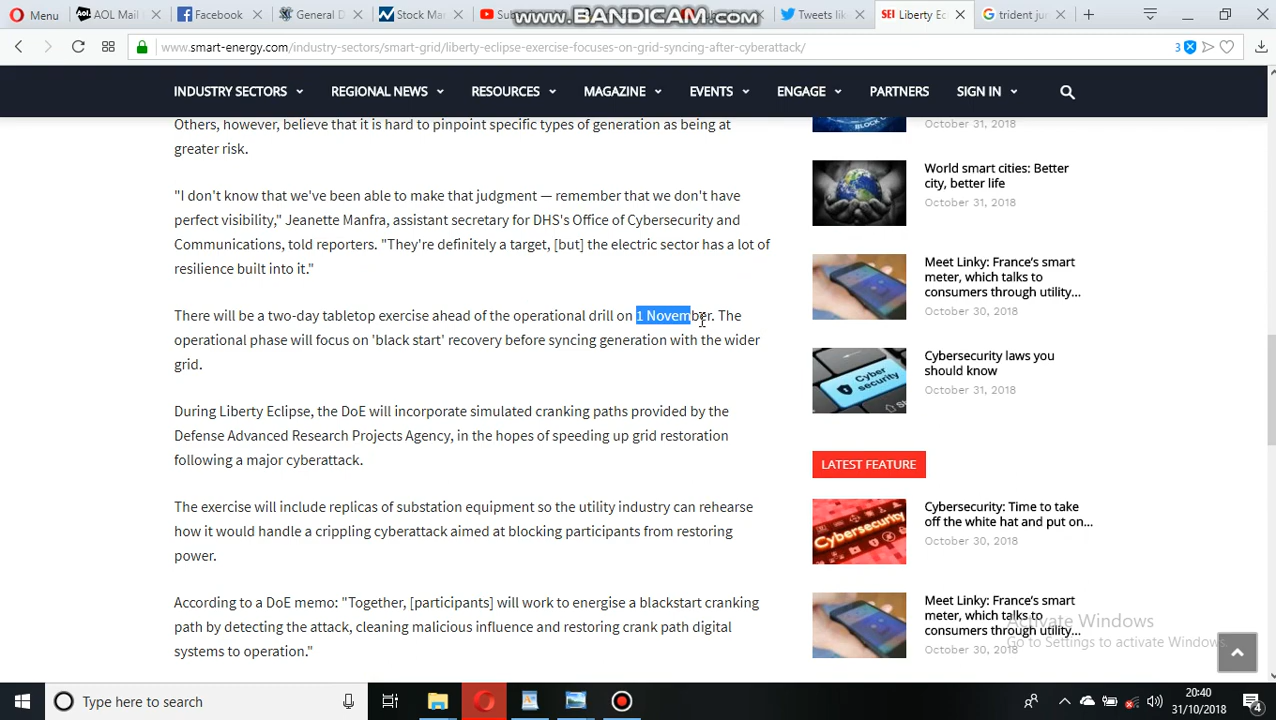 Menu
AOL Mail
Facebook
General D
Stock Mar
Sub
www.BANDICAM.com
Tweets lik
SEI Liberty Ecl
trident ju
www.smart-energy.com/industry-sectors/smart-grid/liberty-eclipse-exercise-focuses-on-grid-syncing-after-cyberattack/
3
INDUSTRY SECTORS
REGIONAL NEWS
RESOURCES
MAGAZINE
EVENTS
ENGAGE
PARTNERS
SIGN IN
Others, however, believe that it is hard to pinpoint specific types of generation as being at
greater risk.
"I don't know that we've been able to make that judgment — remember that we don't have
perfect visibility," Jeanette Manfra, assistant secretary for DHS's Office of Cybersecurity and
Communications, told reporters. "They're definitely a target, [but] the electric sector has a lot of
resilience built into it."
There will be a two-day tabletop exercise ahead of the operational drill on 1 November. The
operational phase will focus on 'black start' recovery before syncing generation with the wider
grid.
During Liberty Eclipse, the DoE will incorporate simulated cranking paths provided by the
Defense Advanced Research Projects Agency, in the hopes of speeding up grid restoration
following a major cyberattack.
The exercise will include replicas of substation equipment so the utility industry can rehearse
how it would handle a crippling cyberattack aimed at blocking participants from restoring
power.
According to a DoE memo: "Together, [participants] will work to energise a blackstart cranking
path by detecting the attack, cleaning malicious influence and restoring crank path digital
systems to operation."
BLOCK
October 31, 2018
World smart cities: Better
city, better life
October 31, 2018
Meet Linky: France's smart
meter, which talks to
consumers through utility...
October 30, 2018
Cyber
security
Cybersecurity laws you
should know
October 31, 2018
LATEST FEATURE
Cybersecurity
Cybersecurity: Time to take
off the white hat and put on...
October 30, 2018
Meet Linky: France's smart
meter, which talks to
consumers through utility...
October 30, 2018
Activate Windows
Go to Settings to activate Windows.
Type here to search
20:40
31/10/2018
4